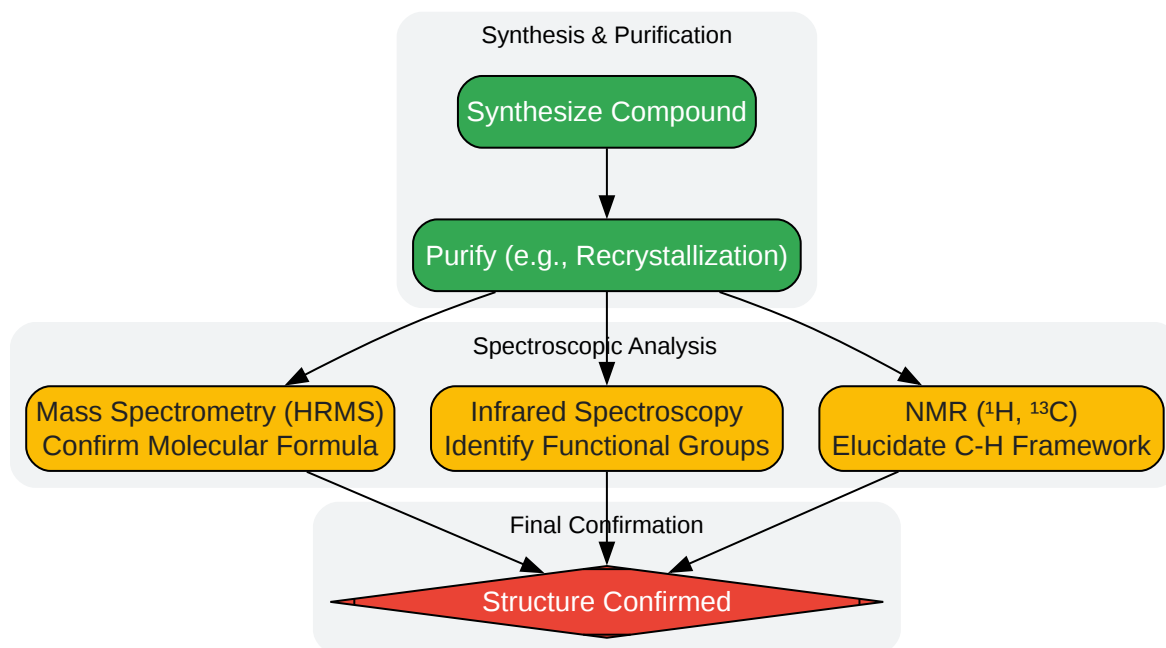 Synthesis & Purification
Synthesize Compound
Purify (e.g., Recrystallization)
Spectroscopic Analysis
Mass Spectrometry (HRMS)
Confirm Molecular Formula
Infrared Spectroscopy
Identify Functional Groups
NMR (¹H, ¹³C)
Elucidate C-H Framework
Final Confirmation
Structure Confirmed